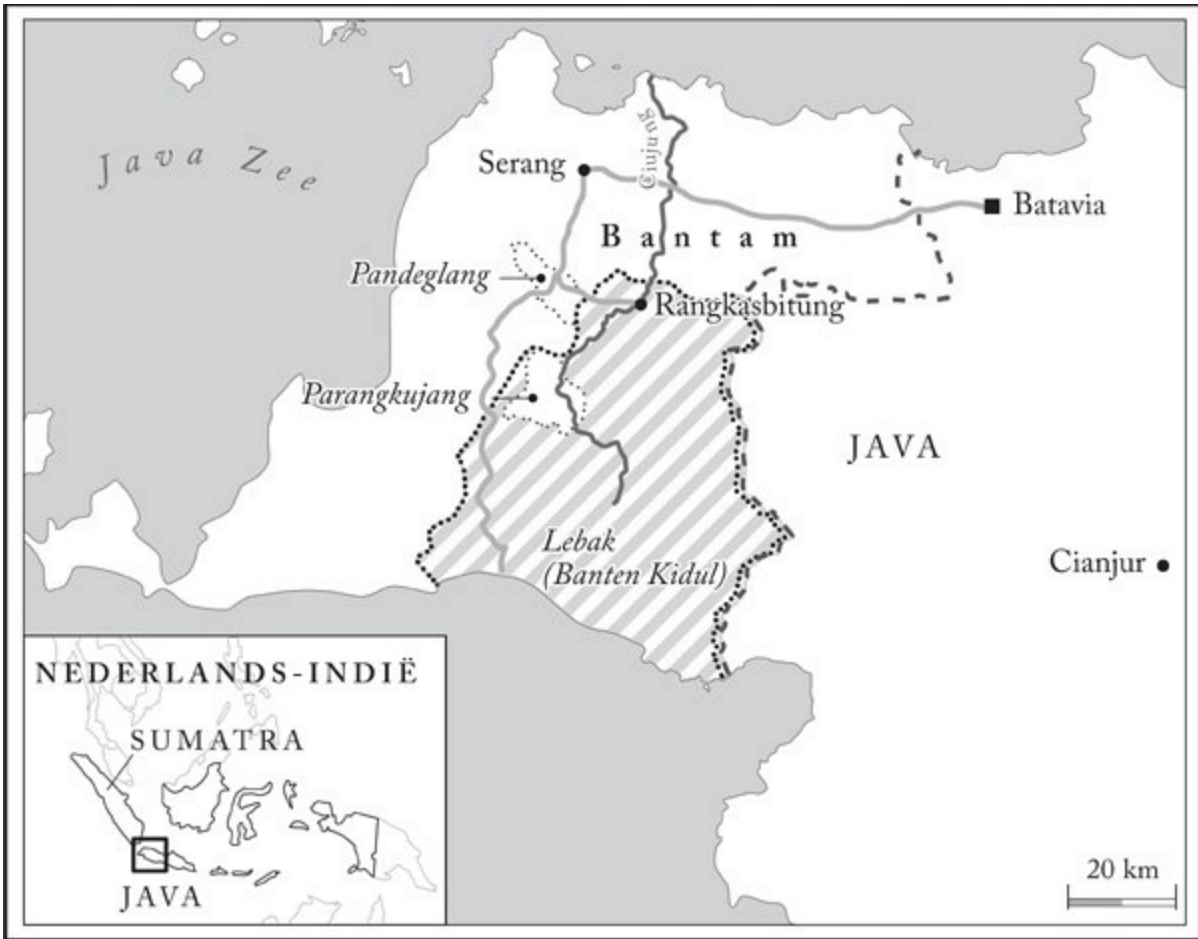 Java Zee
Serang
Ciujung
Batavia
Bantam
Pandeglang
Rangkasbitung
Parangkujang
JAVA
Lebak
(Banten Kidul)
Cianjur
NEDERLANDS-INDIË
SUMATRA
JAVA
20 km